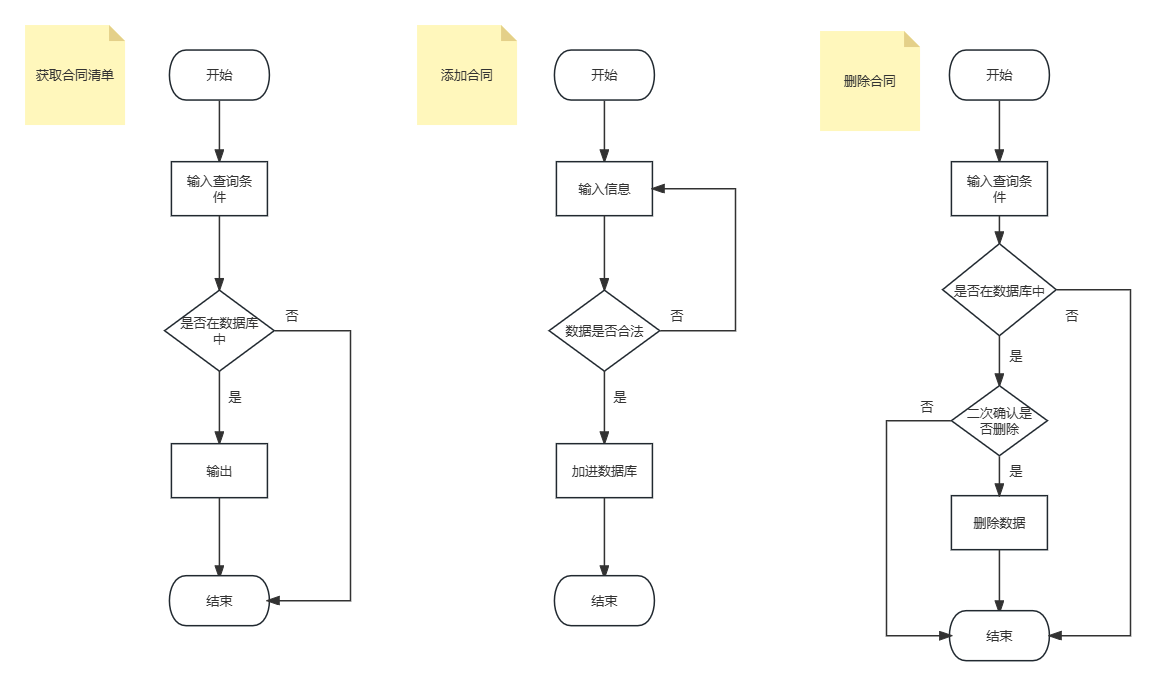 获取合同清单
开始
输入查询条
件
是否在数据库
中
否
是
输出
结束
添加合同
开始
输入信息
数据是否合法
否
是
加进数据库
结束
删除合同
开始
输入查询条
件
是否在数据库中
否
是
二次确认是
否删除
否
是
删除数据
结束